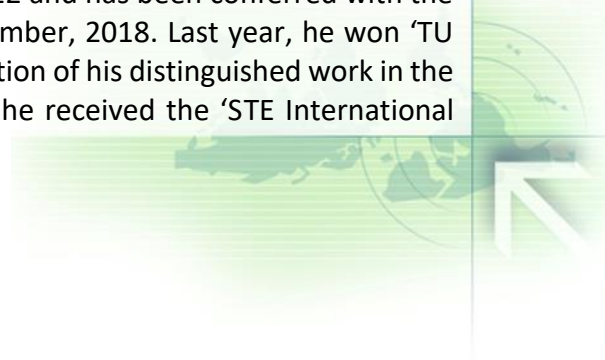 and has been conferred with the
mber, 2018. Last year, he won ‘TU
tion of his distinguished work in the
he received the ‘STE International